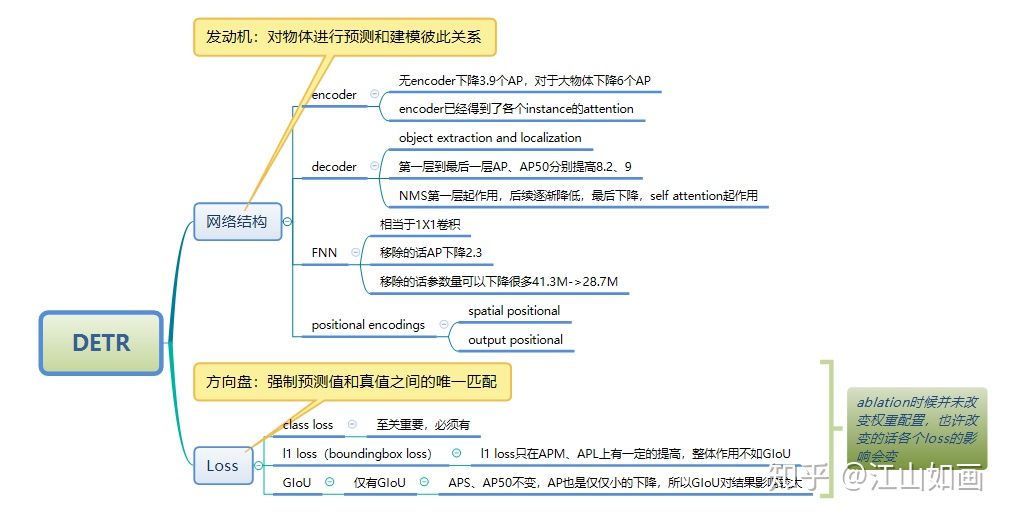 发动机：对物体进行预测和建模彼此关系
encoder
无encoder下降3.9个AP，对于大物体下降6个AP
encoder已经得到了各个instance的attention
decoder
object extraction and localization
第一层到最后一层AP、AP50分别提高8.2、9
NMS第一层起作用，后续逐渐降低，最后下降，self attention起作用
网络结构
FNN
相当于1X1卷积
移除的话AP下降2.3
移除的话参数量可以下降很多41.3M->28.7M
positional encodings
spatial positional
output positional
DETR
方向盘：强制预测值和真值之间的唯一匹配
class loss
至关重要，必须有
Loss
l1 loss（boundingbox loss）
l1 loss只在APM、APL上有一定的提高，整体作用不如GIoU
GIoU
仅有GIoU
APS、AP50不变，AP也是仅仅小的下降，所以GIoU对结果影响较大
ablation时候并未改
变权重配置，也许改
变的话各个loss的影
响会变
知乎 @江山如画